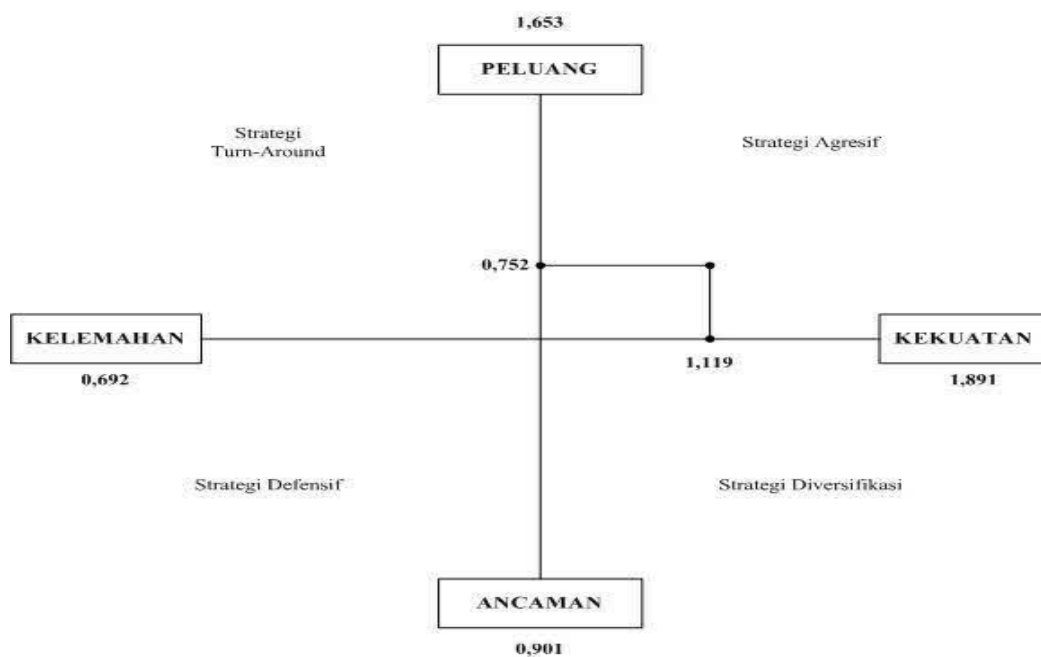 1,653
PELUANG
Strategi
Turn-Around
Strategi Agresif
0,752
KELEMAHAN
KEKUATAN
0,692
1,119
1,891
Strategi Defensif
Strategi Diversifikasi
ANCAMAN
0,901